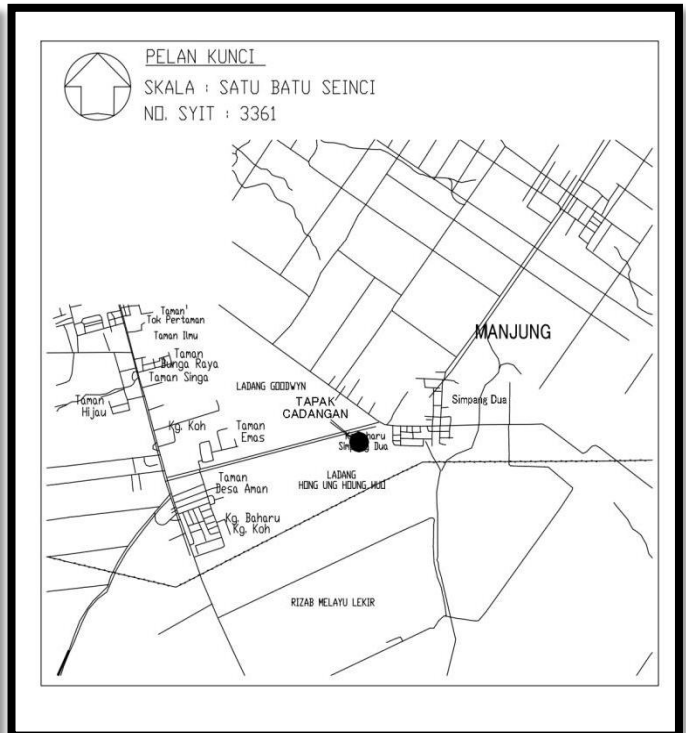 PELAN KUNCI
SKALA : SATU BATU SEINCI
NO. SYIT : 3361
Taman'
Tok Pertaman
Taman Ilmu
Taman
Bunga Raya
Taman Singa
Taman
Hijau
Kg. Koh
Taman
Emas
LADANG GOODWYN
TAPAK
CADANGAN
MANJUNG
Simpang Dua
Simpang Dua
LADANG
HONG UNG HOUNG HUO
Taman
Desa Aman
Kg. Baharu
Kg. Koh
RIZAB MELAYU LEKIR